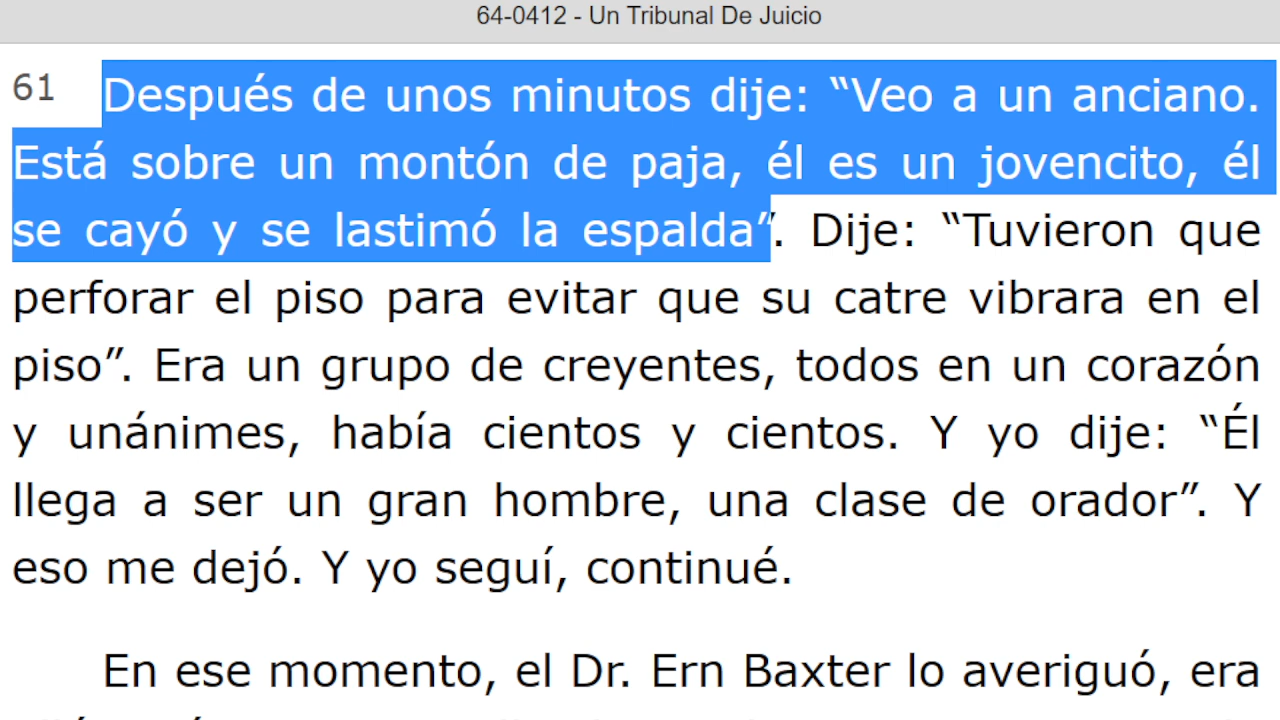 64-0412 - Un Tribunal De Juicio
61 Después de unos minutos dije: “Veo a un anciano.
Está sobre un montón de paja, él es un jovencito, él
se cayó y se lastimó la espalda”. Dije: “Tuvieron que
perforar el piso para evitar que su catre vibrara en el
piso”. Era un grupo de creyentes, todos en un corazón
y unánimes, había cientos y cientos. Y yo dije: “Él
llega a ser un gran hombre, una clase de orador”. Y
eso me dejó. Y yo seguí, continué.
En ese momento, el Dr. Ern Baxter lo averiguó, era